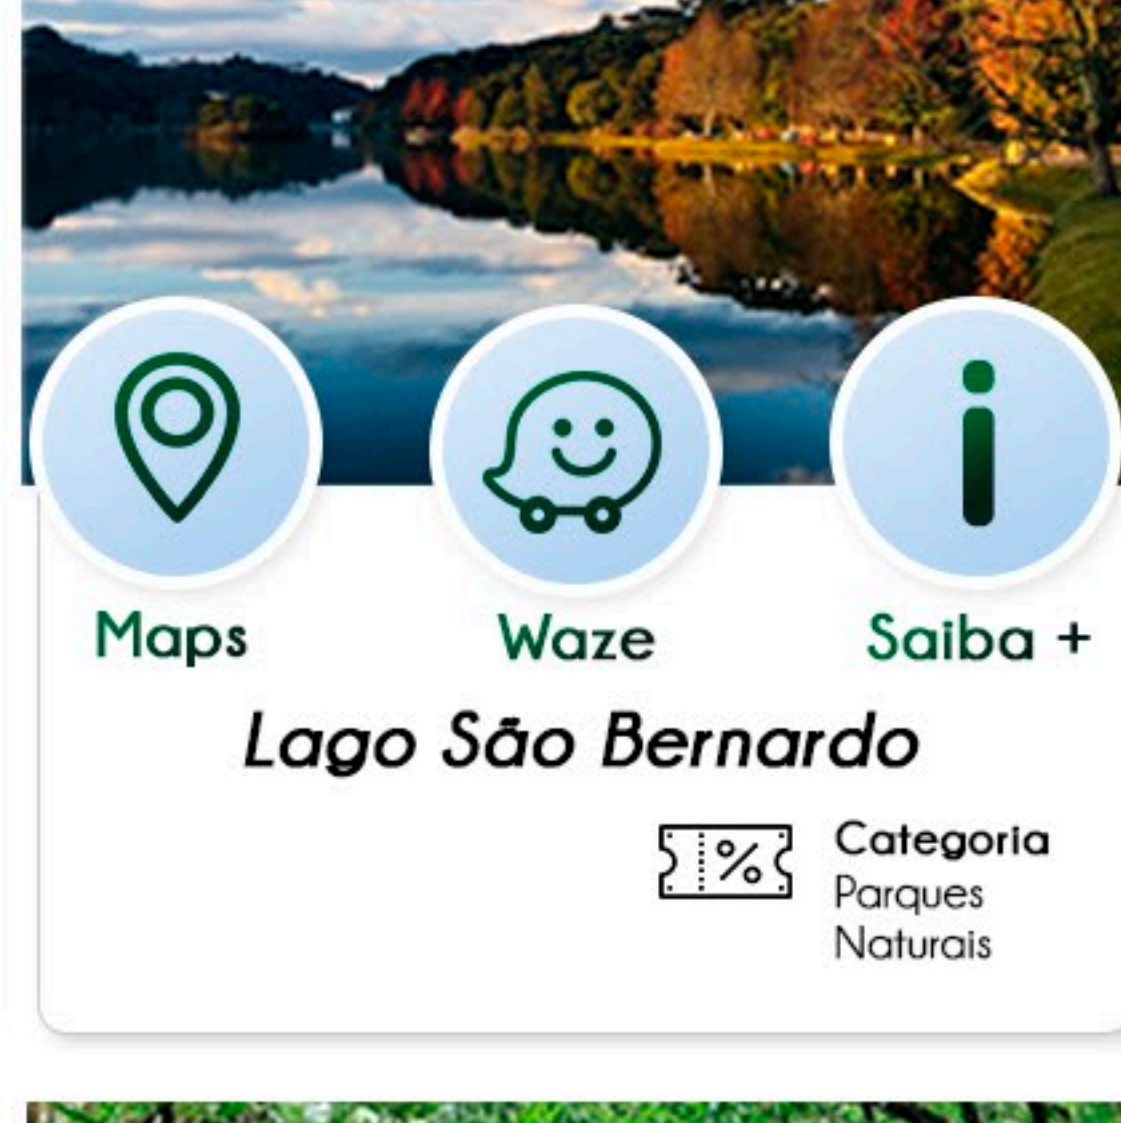 Maps
Waze
Saiba +
Lago São Bernardo
%
Categoria
Parques
Naturais